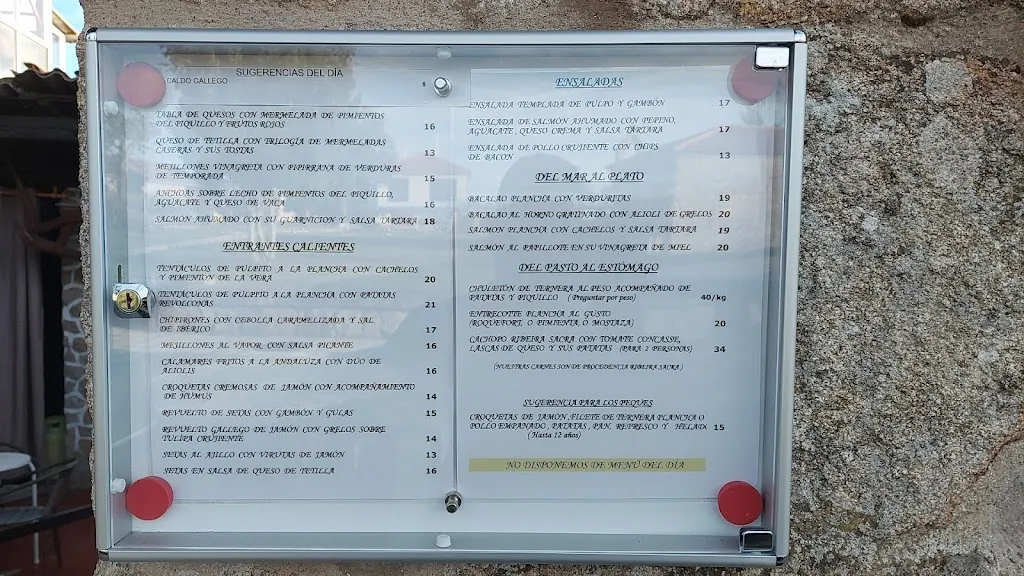 SUGERENCIAS DEL DÍA
CALDO GALLEGO 8
TABLA DE QUESOS CON MERMELADA DE PIMIENTOS
DEL PIQUILLO Y FRUTOS ROJOS 16
QUESO DE TETILLA CON TRILOGÍA DE MERMELADAS
CASERAS Y SUS TOSTAS 13
MEJILLONES VINAGRETA CON PIPIRRANA DE VERDURAS
DE TEMPORADA 15
ANCHOAS SOBRE LECHO DE PIMIENTOS DEL PIQUILLO,
AGUACATE Y QUESO DE VACA 16
SALMÓN AHUMADO CON SU GUARNICION Y SALSA TARTARA 18
ENTRANTES CALIENTES
TENTÁCULOS DE PULPITO A LA PLANCHA CON CACHELOS
Y PIMENTÓN DE LA VERA 20
TENTÁCULOS DE PULPITO A LA PLANCHA CON PATATAS
REVOLCONAS 21
CHIPIRONES CON CEBOLLA CARAMELIZADA Y SAL
DE IBERICO 17
MEJILLONES AL VAPOR CON SALSA PICANTE 16
CALAMARES FRITOS A LA ANDALUZA CON DÚO DE
ALIOLIS 16
CROQUETAS CREMOSAS DE JAMÓN CON ACOMPAÑAMIENTO
DE HUMUS 14
REVUELTO DE SETAS CON GAMBÓN Y GULAS 15
REVUELTO GALLEGO DE JAMÓN CON GRELOS SOBRE
TULIPA CRUJIENTE 14
SETAS AL AJILLO CON VIRUTAS DE JAMÓN 13
SETAS EN SALSA DE QUESO DE TETILLA 16
ENSALADAS
ENSALADA TEMPLADA DE PULPO Y GAMBÓN 17
ENSALADA DE SALMÓN AHUMADO CON PEPINO,
AGUACATE, QUESO CREMA Y SALSA TARTARA 17
ENSALADA DE POLLO CRUJIENTE CON CHIPS
DE BACON 13
DEL MAR AL PLATO
BACALAO PLANCHA CON VERDURITAS 19
BACALAO AL HORNO GRATINADO CON ALIOLI DE GRELOS 20
SALMON PLANCHA CON CACHELOS Y SALSA TARTARA 19
SALMÓN AL PAPILLOTE EN SU VINAGRETA DE MIEL 20
DEL PASTO AL ESTÓMAGO
CHULETÓN DE TERNERA AL PESO ACOMPAÑADO DE
PATATAS Y PIQUILLO (Preguntar por peso) 40/kg
ENTRECOTTE PLANCHA AL GUSTO
(ROQUEFORT, O PIMIENTA, O MOSTAZA) 20
CACHOPO RIBEIRA SACRA CON TOMATE CONCASSE,
LASCAS DE QUESO Y SUS PATATAS (PARA 2 PERSONAS) 34
(NUESTRAS CARNES SON DE PROCEDENCIA RIBEIRA SACRA)
SUGERENCIA PARA LOS PEQUES
CROQUETAS DE JAMÓN, FILETE DE TERNERA PLANCHA O
POLLO EMPANADO, PATATAS, PAN, REFRESCO Y HELAD 15
(Hasta 12 años)
NO DISPONEMOS DE MENÚ DEL DÍA